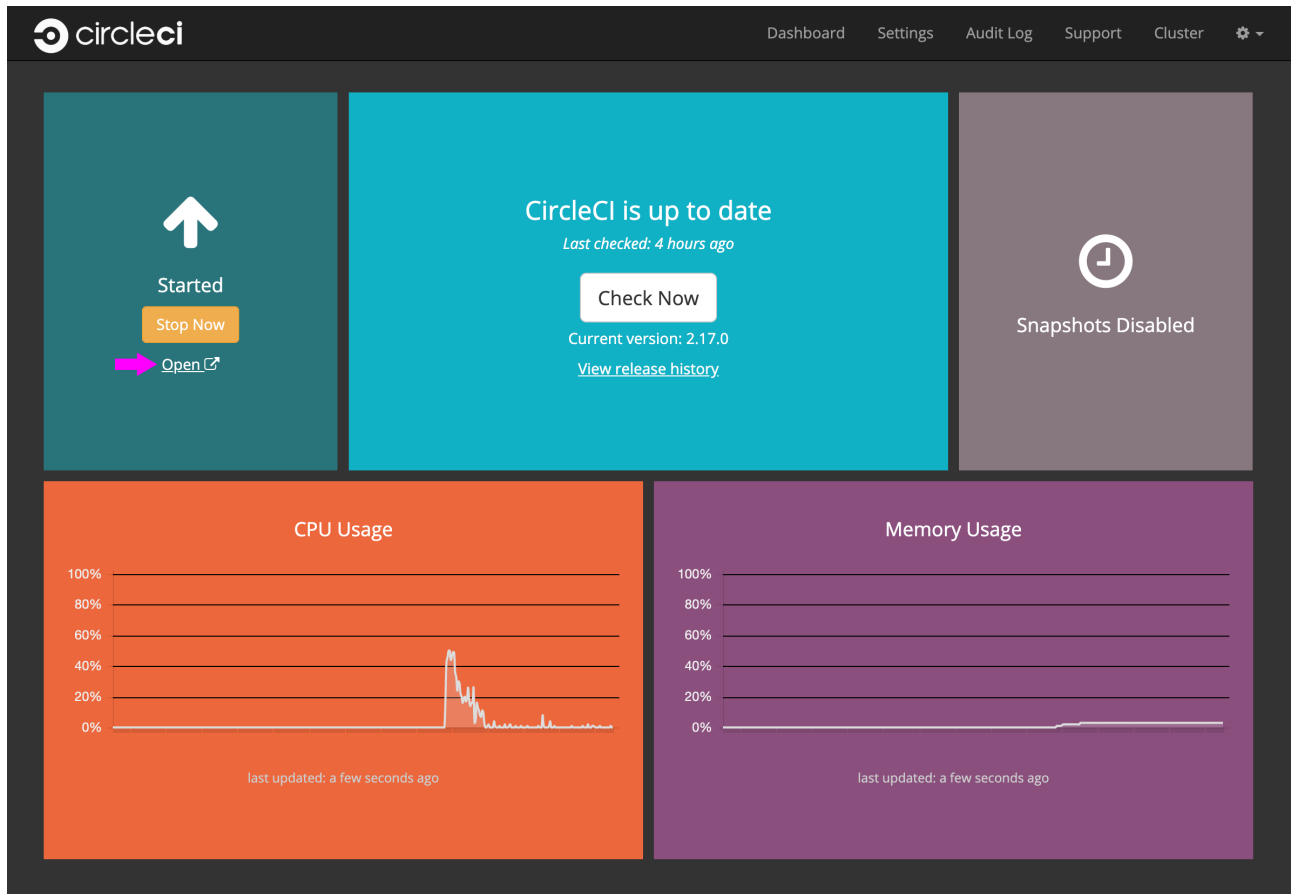 circleci
Dashboard Settings Audit Log Support Cluster
Started
Stop Now
Open
CircleCI is up to date
Last checked: 4 hours ago
Check Now
Current version: 2.17.0
View release history
Snapshots Disabled
CPU Usage
100%
80%
60%
40%
20%
0%
last updated: a few seconds ago
Memory Usage
100%
80%
60%
40%
20%
0%
last updated: a few seconds ago